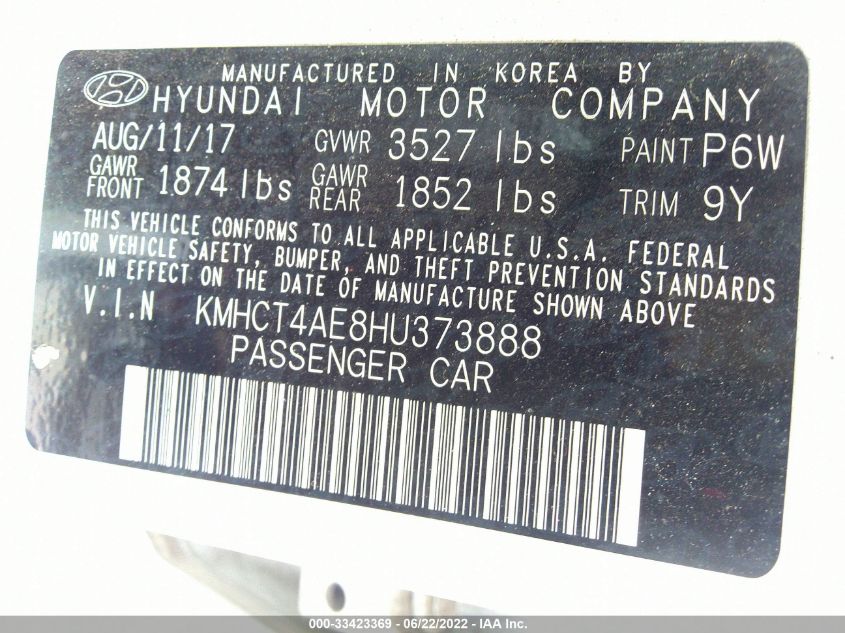 MANUFACTURED IN KOREA BY
HYUNDAI MOTOR COMPANY
AUG/11/17 GVWR 3527 lbs PAINT P6W
GAWR FRONT 1874 lbs GAWR REAR 1852 lbs TRIM 9Y
THIS VEHICLE CONFORMS TO ALL APPLICABLE U.S.A. FEDERAL
MOTOR VEHICLE SAFETY, BUMPER, AND THEFT PREVENTION STANDARDS
IN EFFECT ON THE DATE OF MANUFACTURE SHOWN ABOVE
V.I.N KMHCT4AE8HU373888
PASSENGER CAR
000-33423369 - 06/22/2022 - IAA Inc.